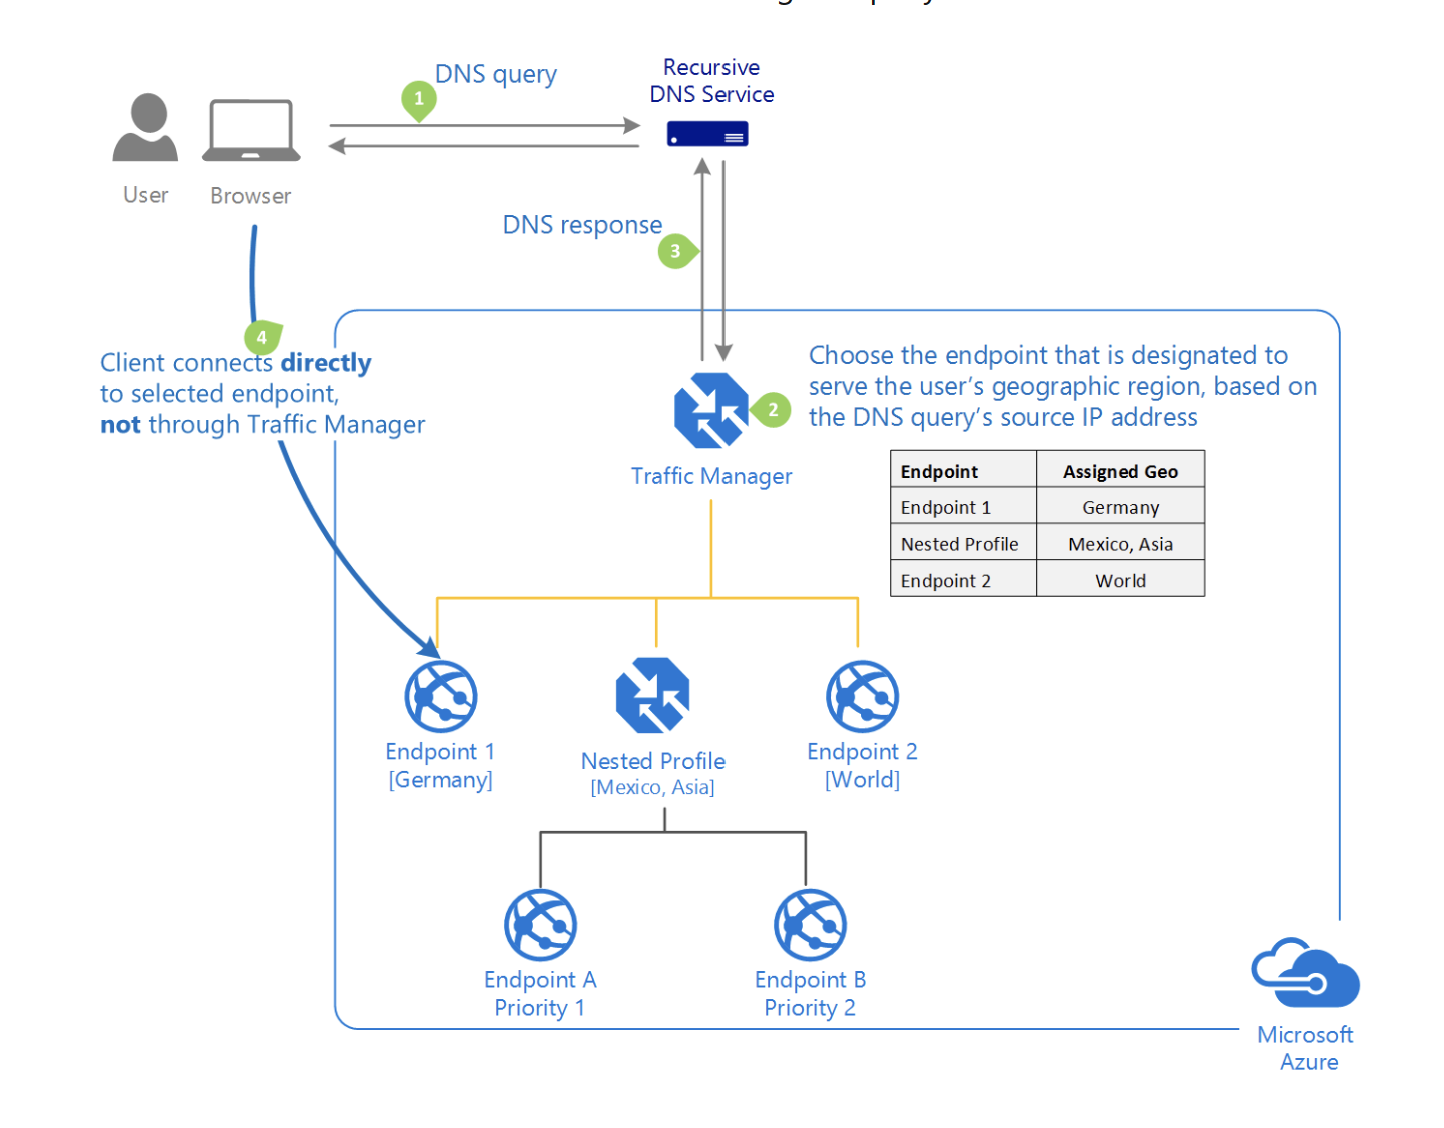 DNS query
1
Recursive
DNS Service
User
Browser
DNS response
3
4
Client connects directly
to selected endpoint,
not through Traffic Manager
2
Choose the endpoint that is designated to
serve the user's geographic region, based on
the DNS query's source IP address
Traffic Manager
Endpoint Assigned Geo
Endpoint 1 Germany
Nested Profile Mexico, Asia
Endpoint 2 World
Endpoint 1
[Germany]
Nested Profile
[Mexico, Asia]
Endpoint 2
[World]
Endpoint A
Priority 1
Endpoint B
Priority 2
Microsoft
Azure